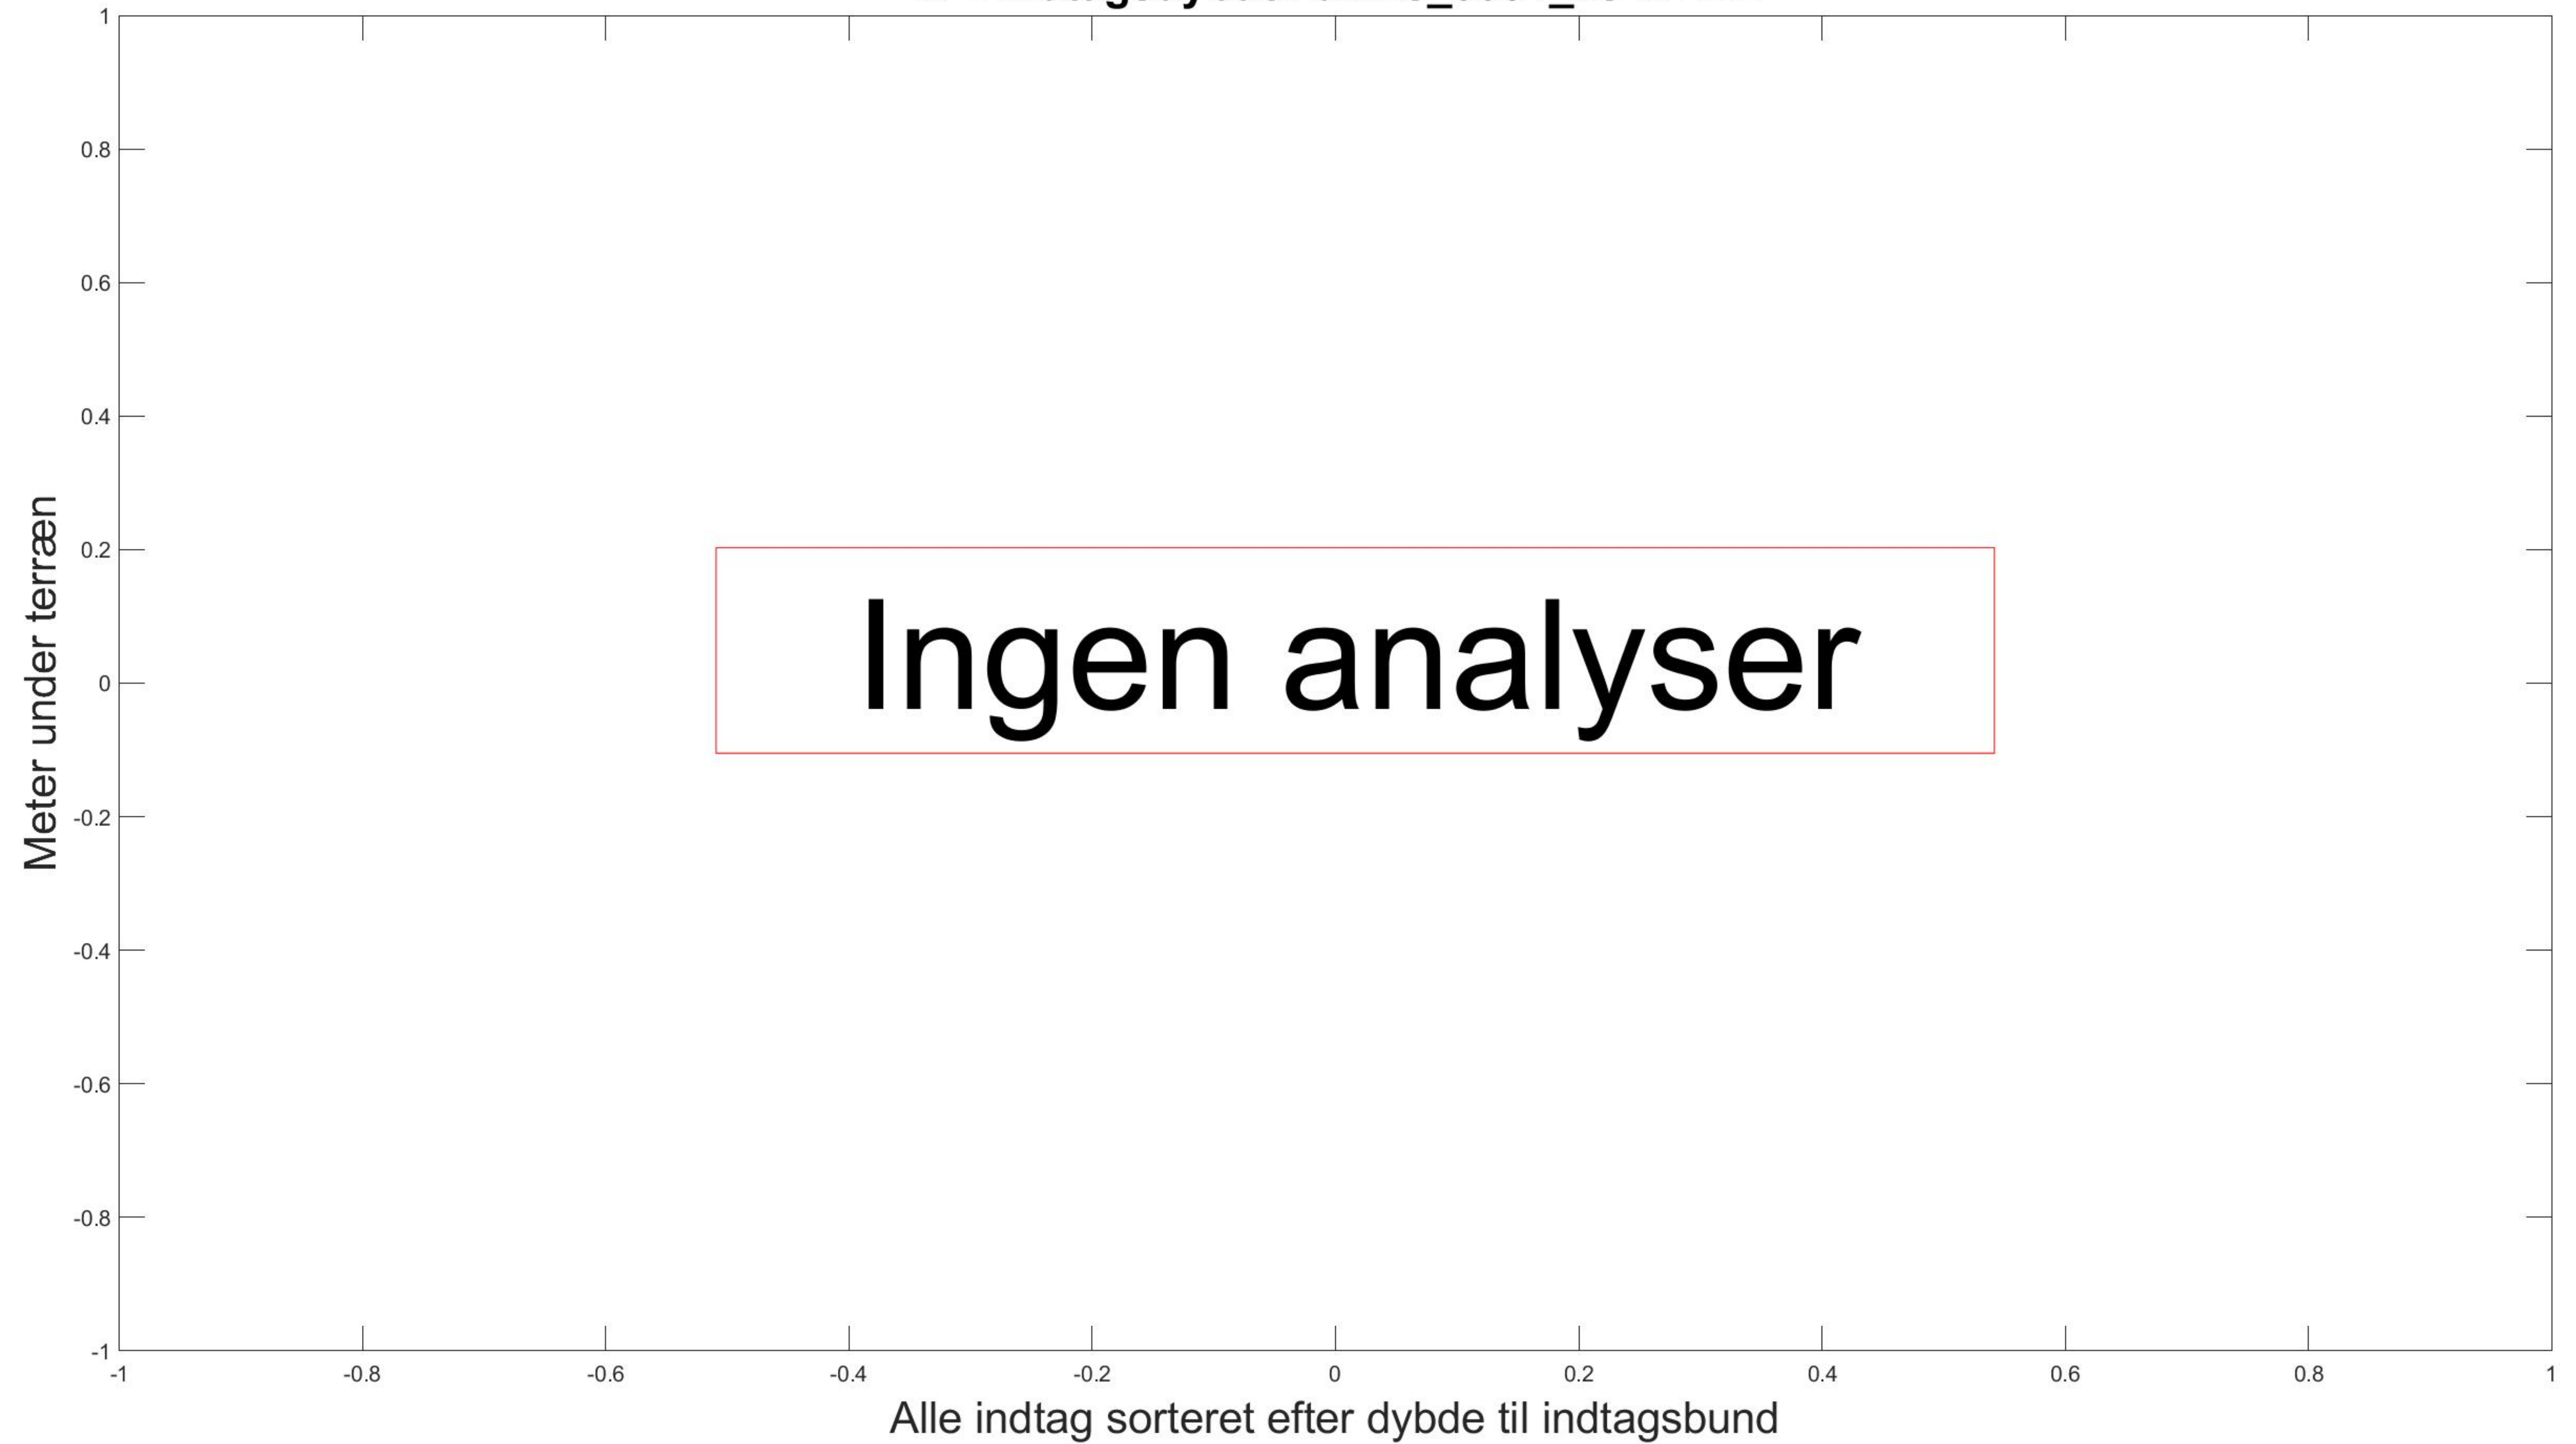 1
0.8
0.6
0.4
0.2
0
-0.2
-0.4
-0.6
-0.8
-1
Meter under terræn
Ingen analyser
-1 -0.8 -0.6 -0.4 -0.2 0 0.2 0.4 0.6 0.8 1
Alle indtag sorteret efter dybde til indtagsbund